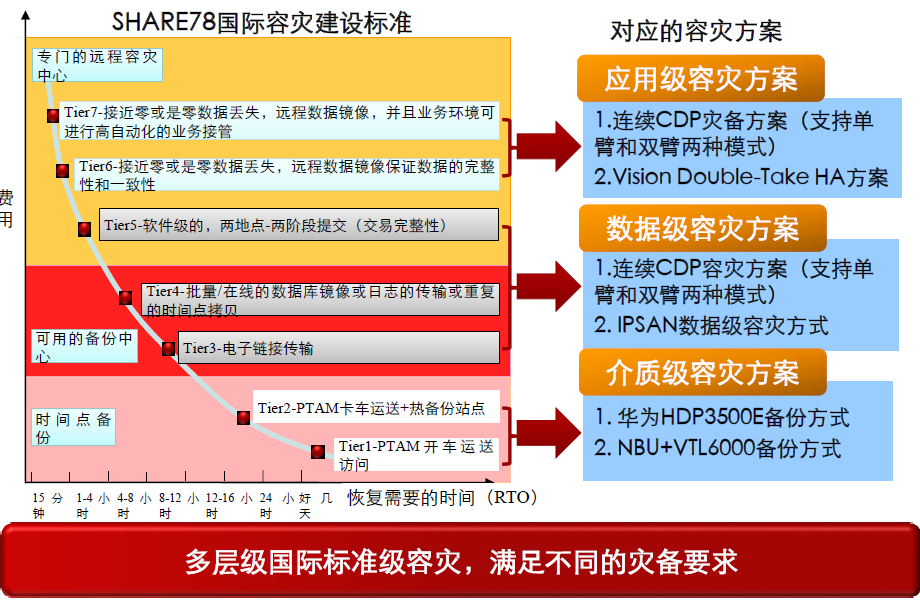 SHARE78国际容灾建设标准
对应的容灾方案
专门的远程容灾
中心
Tier7-接近零或是零数据丢失，远程数据镜像，并且业务环境可
进行高自动化的业务接管
Tier6-接近零或是零数据丢失，远程数据镜像保证数据的完整
性和一致性
费
用
Tier5-软件级的，两地点-两阶段提交（交易完整性）
Tier4-批量/在线的数据库镜像或日志的传输或重复
的时间点拷贝
可用的备份中
心
Tier3-电子链接传输
Tier2-PTAM卡车运送+热备份站点
时间点备
份
Tier1-PTAM开车运送
访问
15 分
钟
1-4 小
时
4-8 小
时
8-12 小
时
12-16 小
时
24 小
时
好 几
天
恢复需要的时间（RTO）
应用级容灾方案
1.连续CDP灾备方案（支持单
臂和双臂两种模式）
2.Vision Double-Take HA方案
数据级容灾方案
1.连续CDP容灾方案（支持单
臂和双臂两种模式）
2. IPSAN数据级容灾方式
介质级容灾方案
1. 华为HDP3500E备份方式
2. NBU+VTL6000备份方式
多层级国际标准级容灾，满足不同的灾备要求